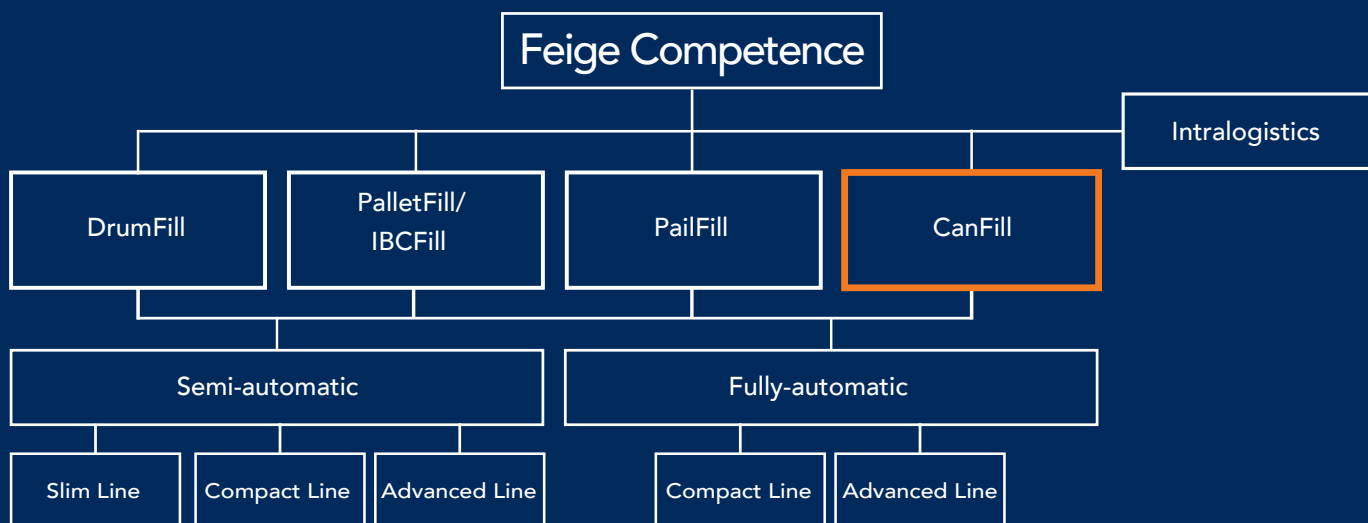 Feige Competence
Intralogistics
DrumFill
PalletFill/
IBCFill
PailFill
CanFill
Semi-automatic
Fully-automatic
Slim Line
Compact Line
Advanced Line
Compact Line
Advanced Line